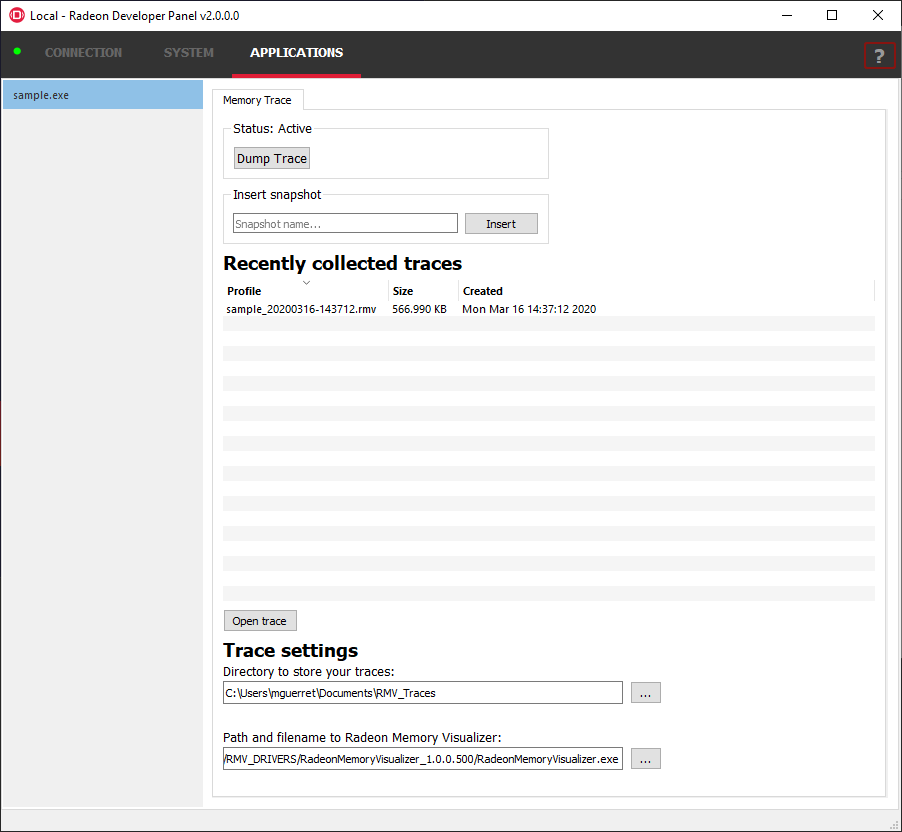 Local - Radeon Developer Panel v2.0.0.0
CONNECTION SYSTEM APPLICATIONS ?
sample.exe
Memory Trace
Status: Active
Dump Trace
Insert snapshot
Snapshot name... Insert
Recently collected traces
Profile Size Created
sample_20200316-143712.rmv 566.990 KB Mon Mar 16 14:37:12 2020
Open trace
Trace settings
Directory to store your traces:
C:\Users\mguerret\Documents\RMV_Traces ...
Path and filename to Radeon Memory Visualizer:
/RMV_DRIVERS/RadeonMemoryVisualizer_1.0.0.500/RadeonMemoryVisualizer.exe ...